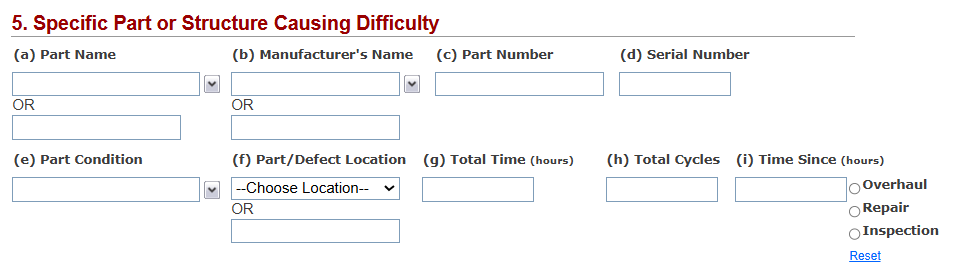 5. Specific Part or Structure Causing Difficulty
(a) Part Name (b) Manufacturer's Name (c) Part Number (d) Serial Number
OR OR
(e) Part Condition (f) Part/Defect Location (g) Total Time (hours) (h) Total Cycles (i) Time Since (hours)
--Choose Location-- Overhaul
OR Repair
Inspection
Reset